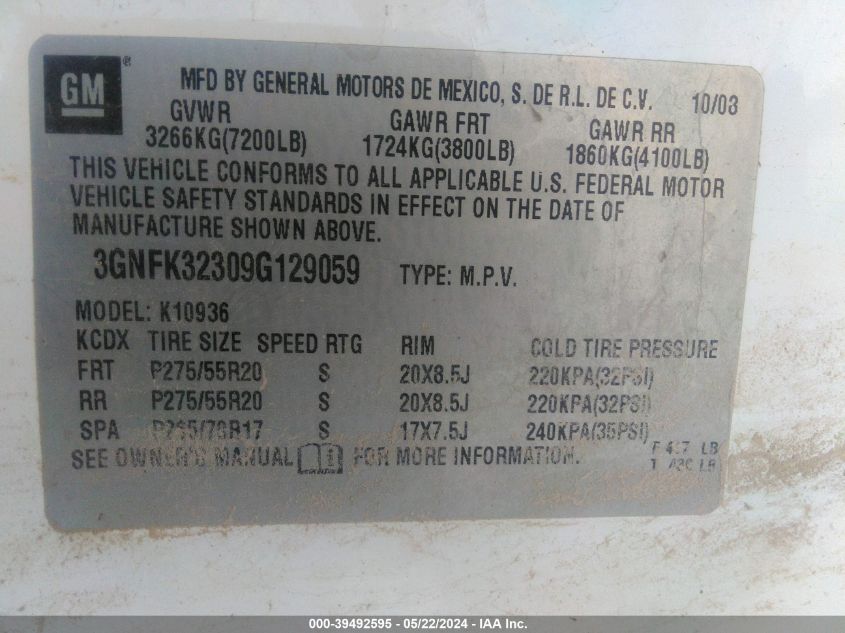 GM®
MFD BY GENERAL MOTORS DE MEXICO, S. DE R.L. DE C.V. 10/03
GVWR GAWR FRT GAWR RR
3266KG(7200LB) 1724KG(3800LB) 1860KG(4100LB)
THIS VEHICLE CONFORMS TO ALL APPLICABLE U.S. FEDERAL MOTOR
VEHICLE SAFETY STANDARDS IN EFFECT ON THE DATE OF
MANUFACTURE SHOWN ABOVE.
3GNFK32309G129059 TYPE: M.P.V.
MODEL: K10936
KCDX TIRE SIZE SPEED RTG RIM COLD TIRE PRESSURE
FRT P275/55R20 S 20X8.5J 220KPA(32PSI)
RR P275/55R20 S 20X8.5J 220KPA(32PSI)
SPA S 17X7.5J 240KPA(35PSI)
SEE OWNER'S MANUAL FOR MORE INFORMATION.
000-39492595 - 05/22/2024 - IAA Inc.